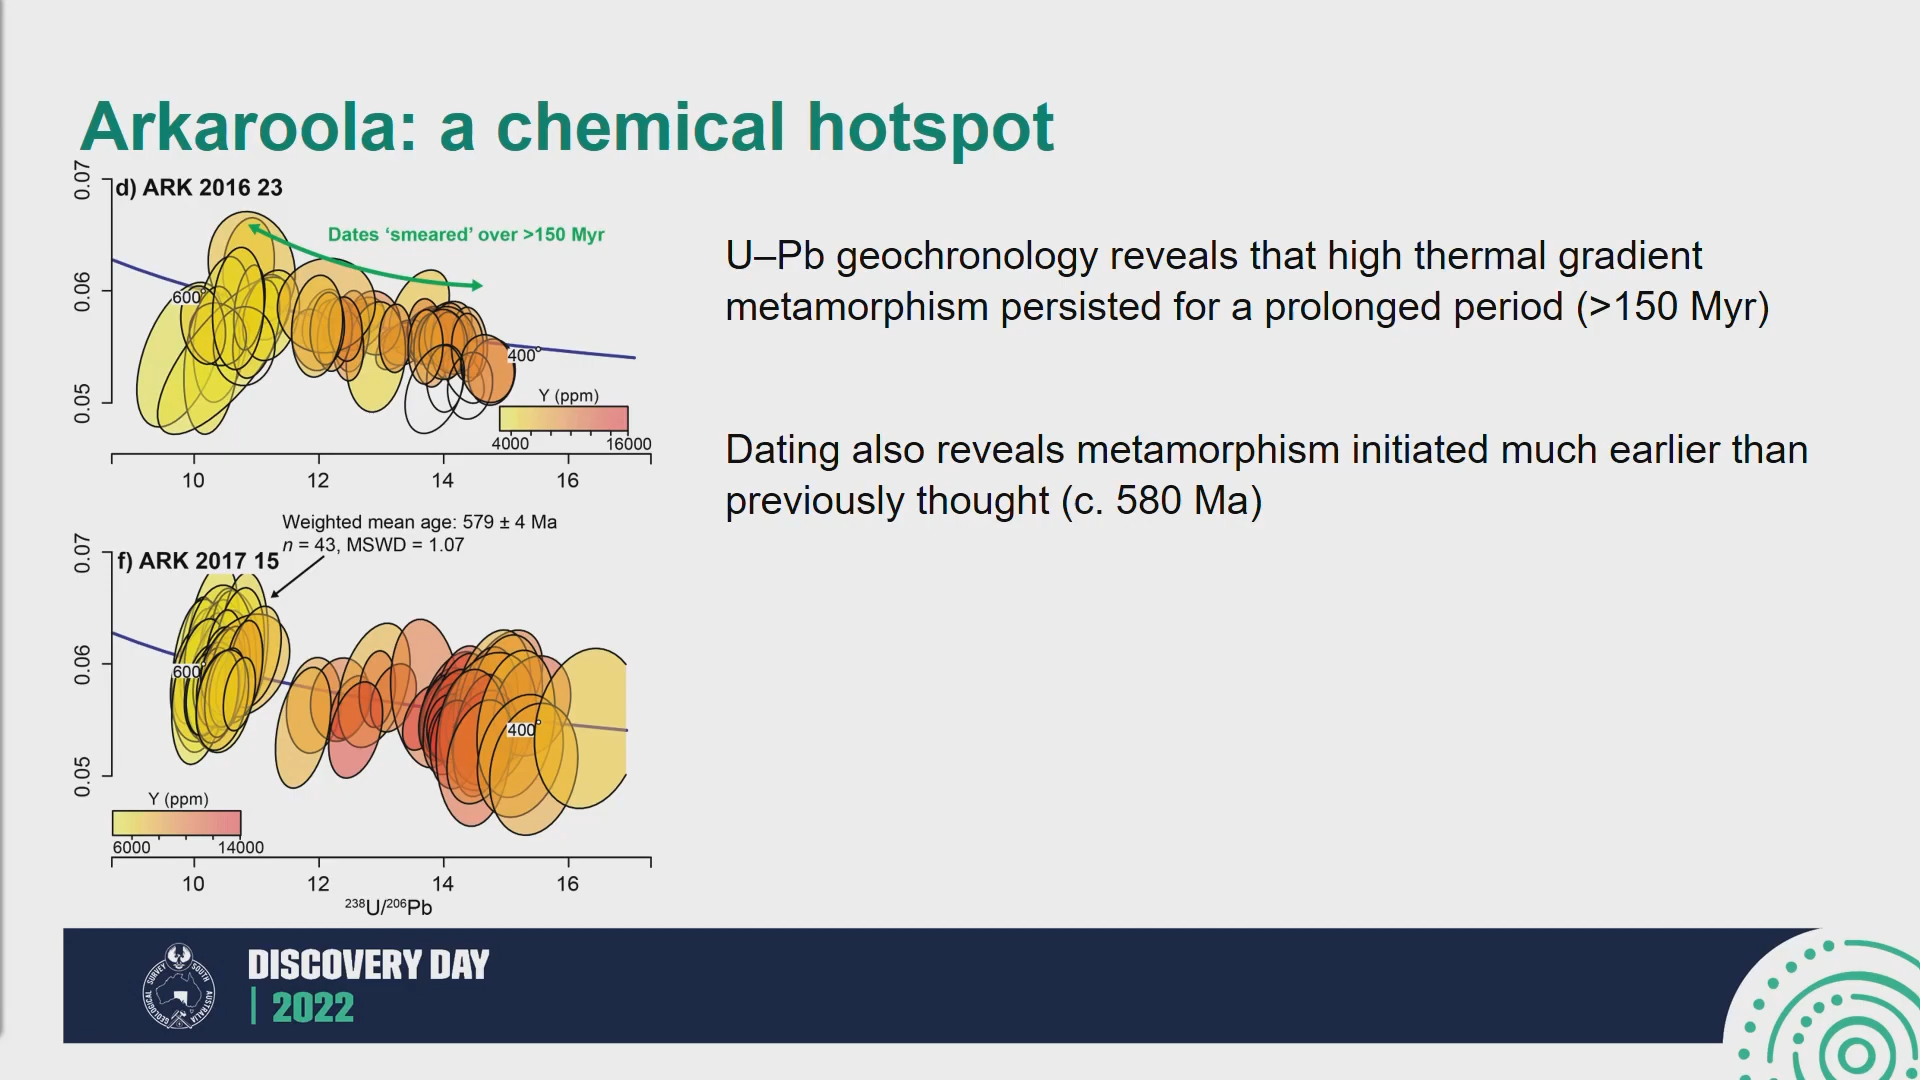 Arkaroola: a chemical hotspot
d) ARK 2016 23
Dates ‘smeared’ over >150 Myr
0.07
0.06
0.05
600°
400°
Y (ppm)
4000 16000
10 12 14 16
Weighted mean age: 579 ± 4 Ma
n = 43, MSWD = 1.07
f) ARK 2017 15
0.07
0.06
0.05
600°
400°
Y (ppm)
6000 14000
10 12 14 16
²³⁸U/²⁰⁶Pb
U–Pb geochronology reveals that high thermal gradient
metamorphism persisted for a prolonged period (>150 Myr)
Dating also reveals metamorphism initiated much earlier than
previously thought (c. 580 Ma)
GEOLOGICAL SURVEY SOUTH AUSTRALIA
DISCOVERY DAY
| 2022